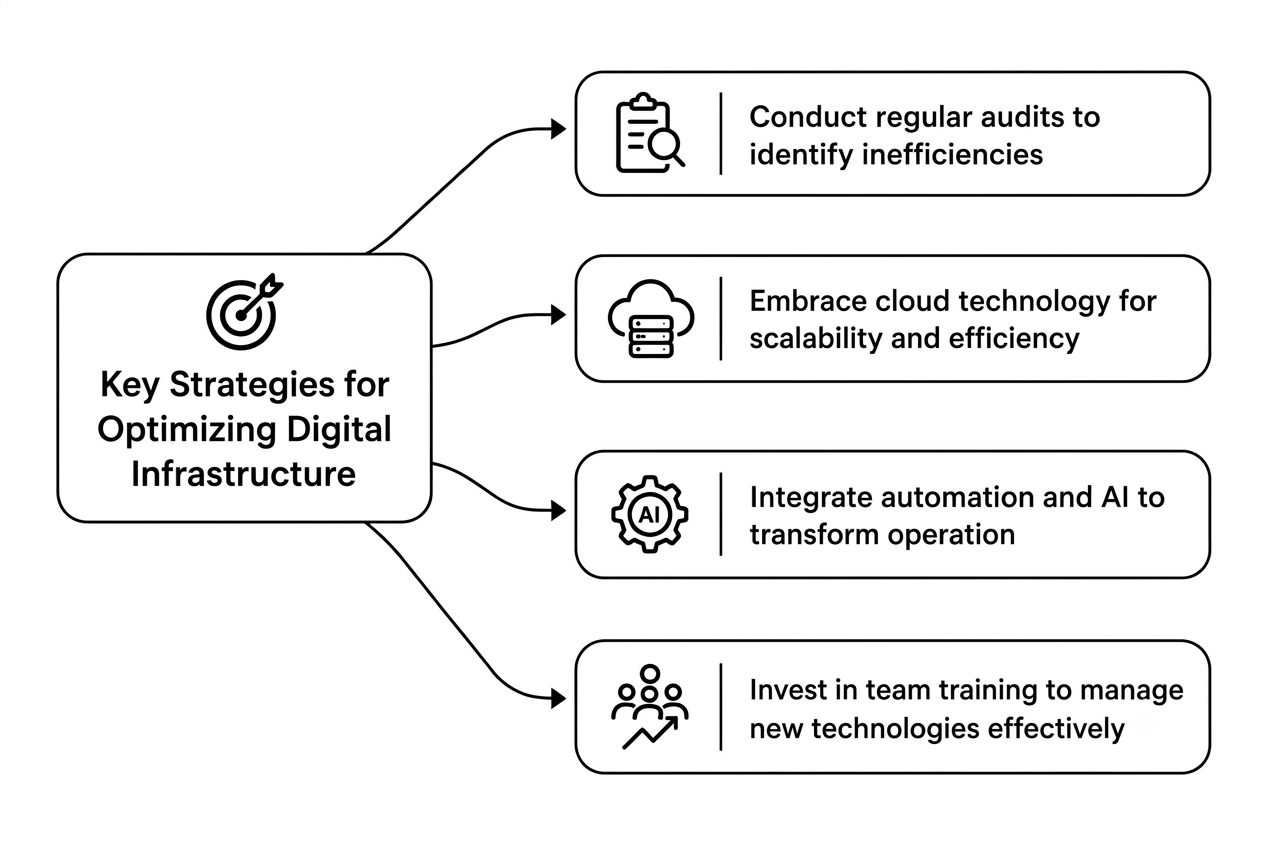 Key Strategies for
Optimizing Digital
Infrastructure
Conduct regular audits to
identify inefficiencies
Embrace cloud technology for
scalability and efficiency
AI
Integrate automation and AI to
transform operation
Invest in team training to manage
new technologies effectively